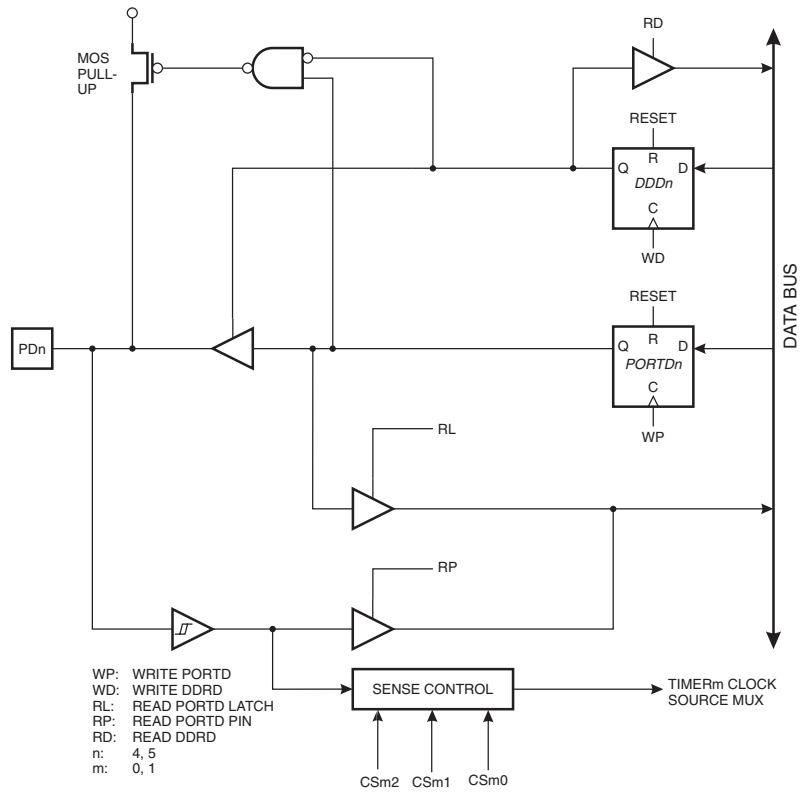 RD
MOS
PULL-
UP
RESET
R
Q D
DDDn
C
WD
DATA BUS
RESET
R
Q D
PDn
PORTDn
C
WP
RL
RP
WP: WRITE PORTD
WD: WRITE DDRD
RL: READ PORTD LATCH
RP: READ PORTD PIN
RD: READ DDRD
n: 4, 5
m: 0, 1
SENSE CONTROL
TIMERm CLOCK
SOURCE MUX
CSm2 CSm1 CSm0